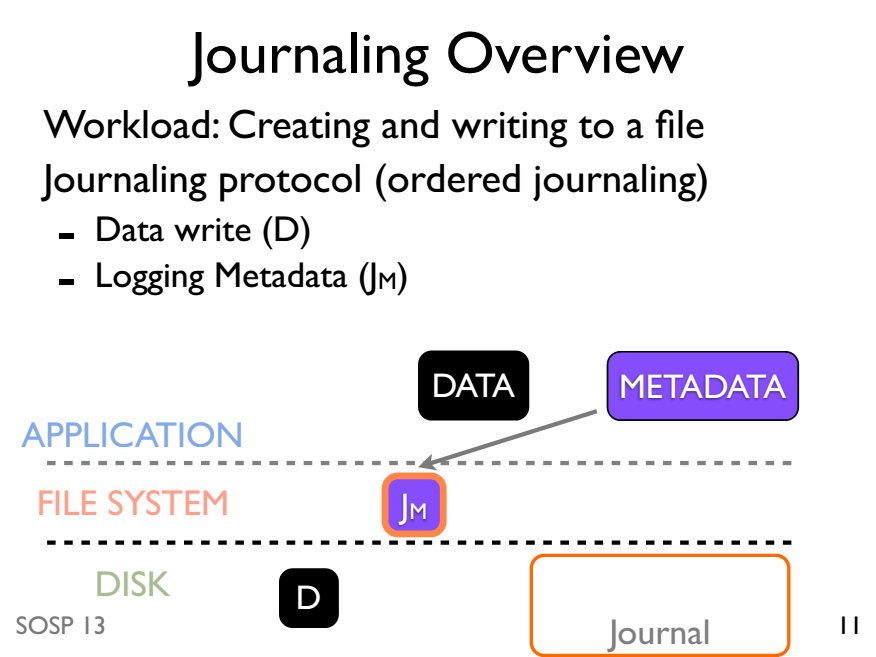 Journaling Overview
Workload: Creating and writing to a file
Journaling protocol (ordered journaling)
- Data write (D)
- Logging Metadata (JM)
DATA
METADATA
APPLICATION
FILE SYSTEM
JM
DISK
D
SOSP 13
Journal
11